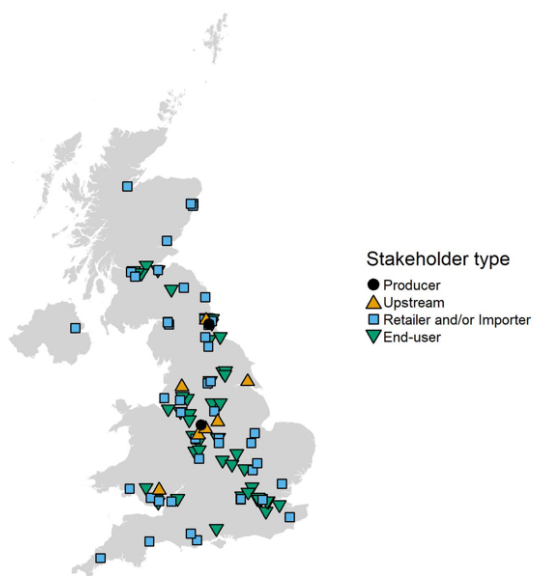 Stakeholder type
Producer
Upstream
Retailer and/or Importer
End-user